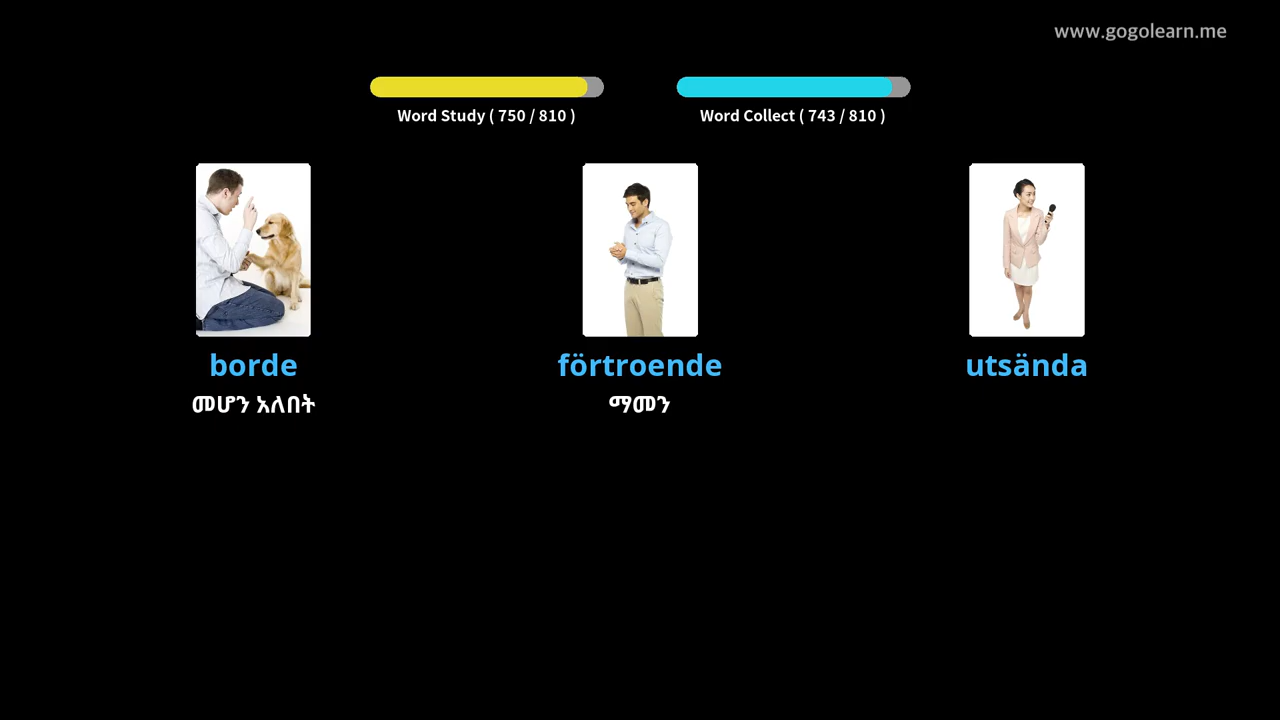 www.gogolearn.me
Word Study ( 750 / 810 )
Word Collect ( 743 / 810 )
borde
förtroende
utsända
መሆን አለበት
ማመን